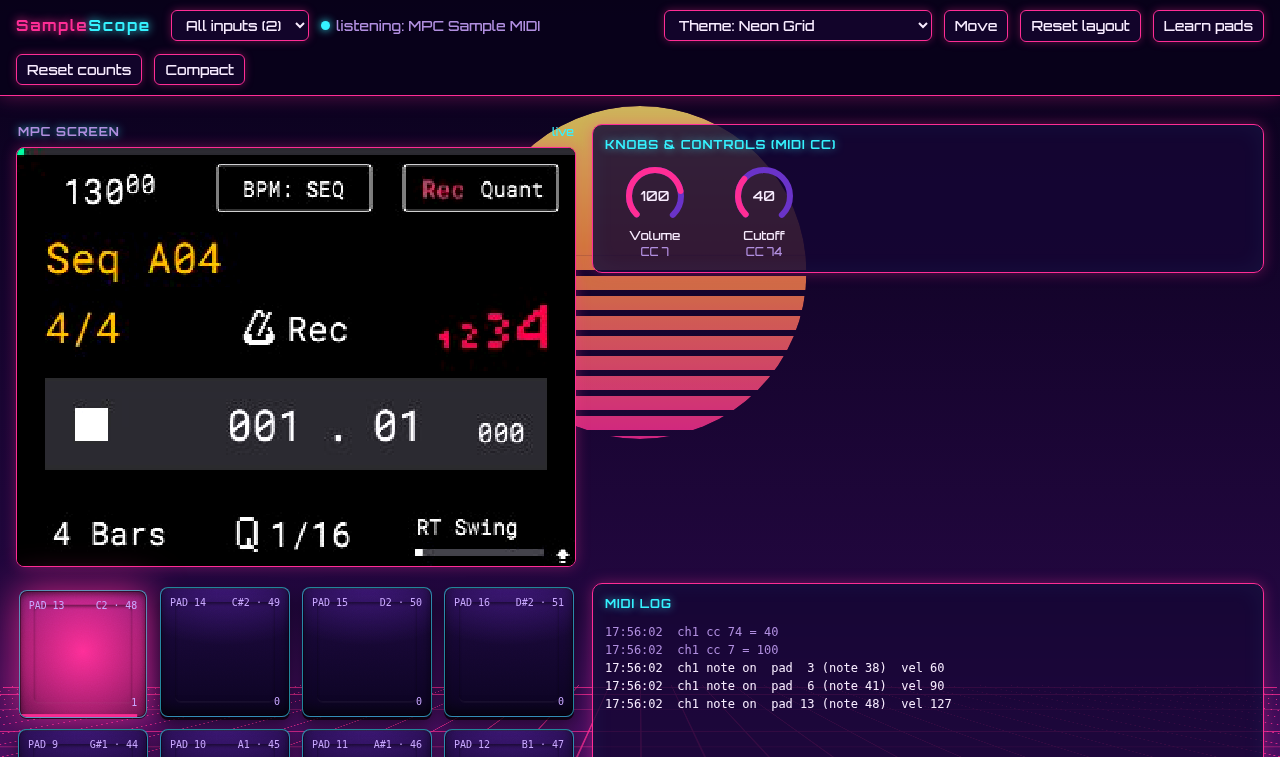 SampleScope All inputs (2) listening: MPC Sample MIDI Theme: Neon Grid Move Reset layout Learn pads
Reset counts Compact
MPC SCREEN live
130⁰⁰ BPM: SEQ Rec Quant
Seq A04
4/4 Rec 1234
001 . 01 000
4 Bars Q 1/16 RT Swing
KNOBS & CONTROLS (MIDI CC)
100 40
Volume Cutoff
CC 7 CC 74
PAD 13 C2 · 48 PAD 14 C#2 · 49 PAD 15 D2 · 50 PAD 16 D#2 · 51
1 0 0 0
PAD 9 G#1 · 44 PAD 10 A1 · 45 PAD 11 A#1 · 46 PAD 12 B1 · 47
MIDI LOG
17:56:02 ch1 cc 74 = 40
17:56:02 ch1 cc 7 = 100
17:56:02 ch1 note on pad 3 (note 38) vel 60
17:56:02 ch1 note on pad 6 (note 41) vel 90
17:56:02 ch1 note on pad 13 (note 48) vel 127